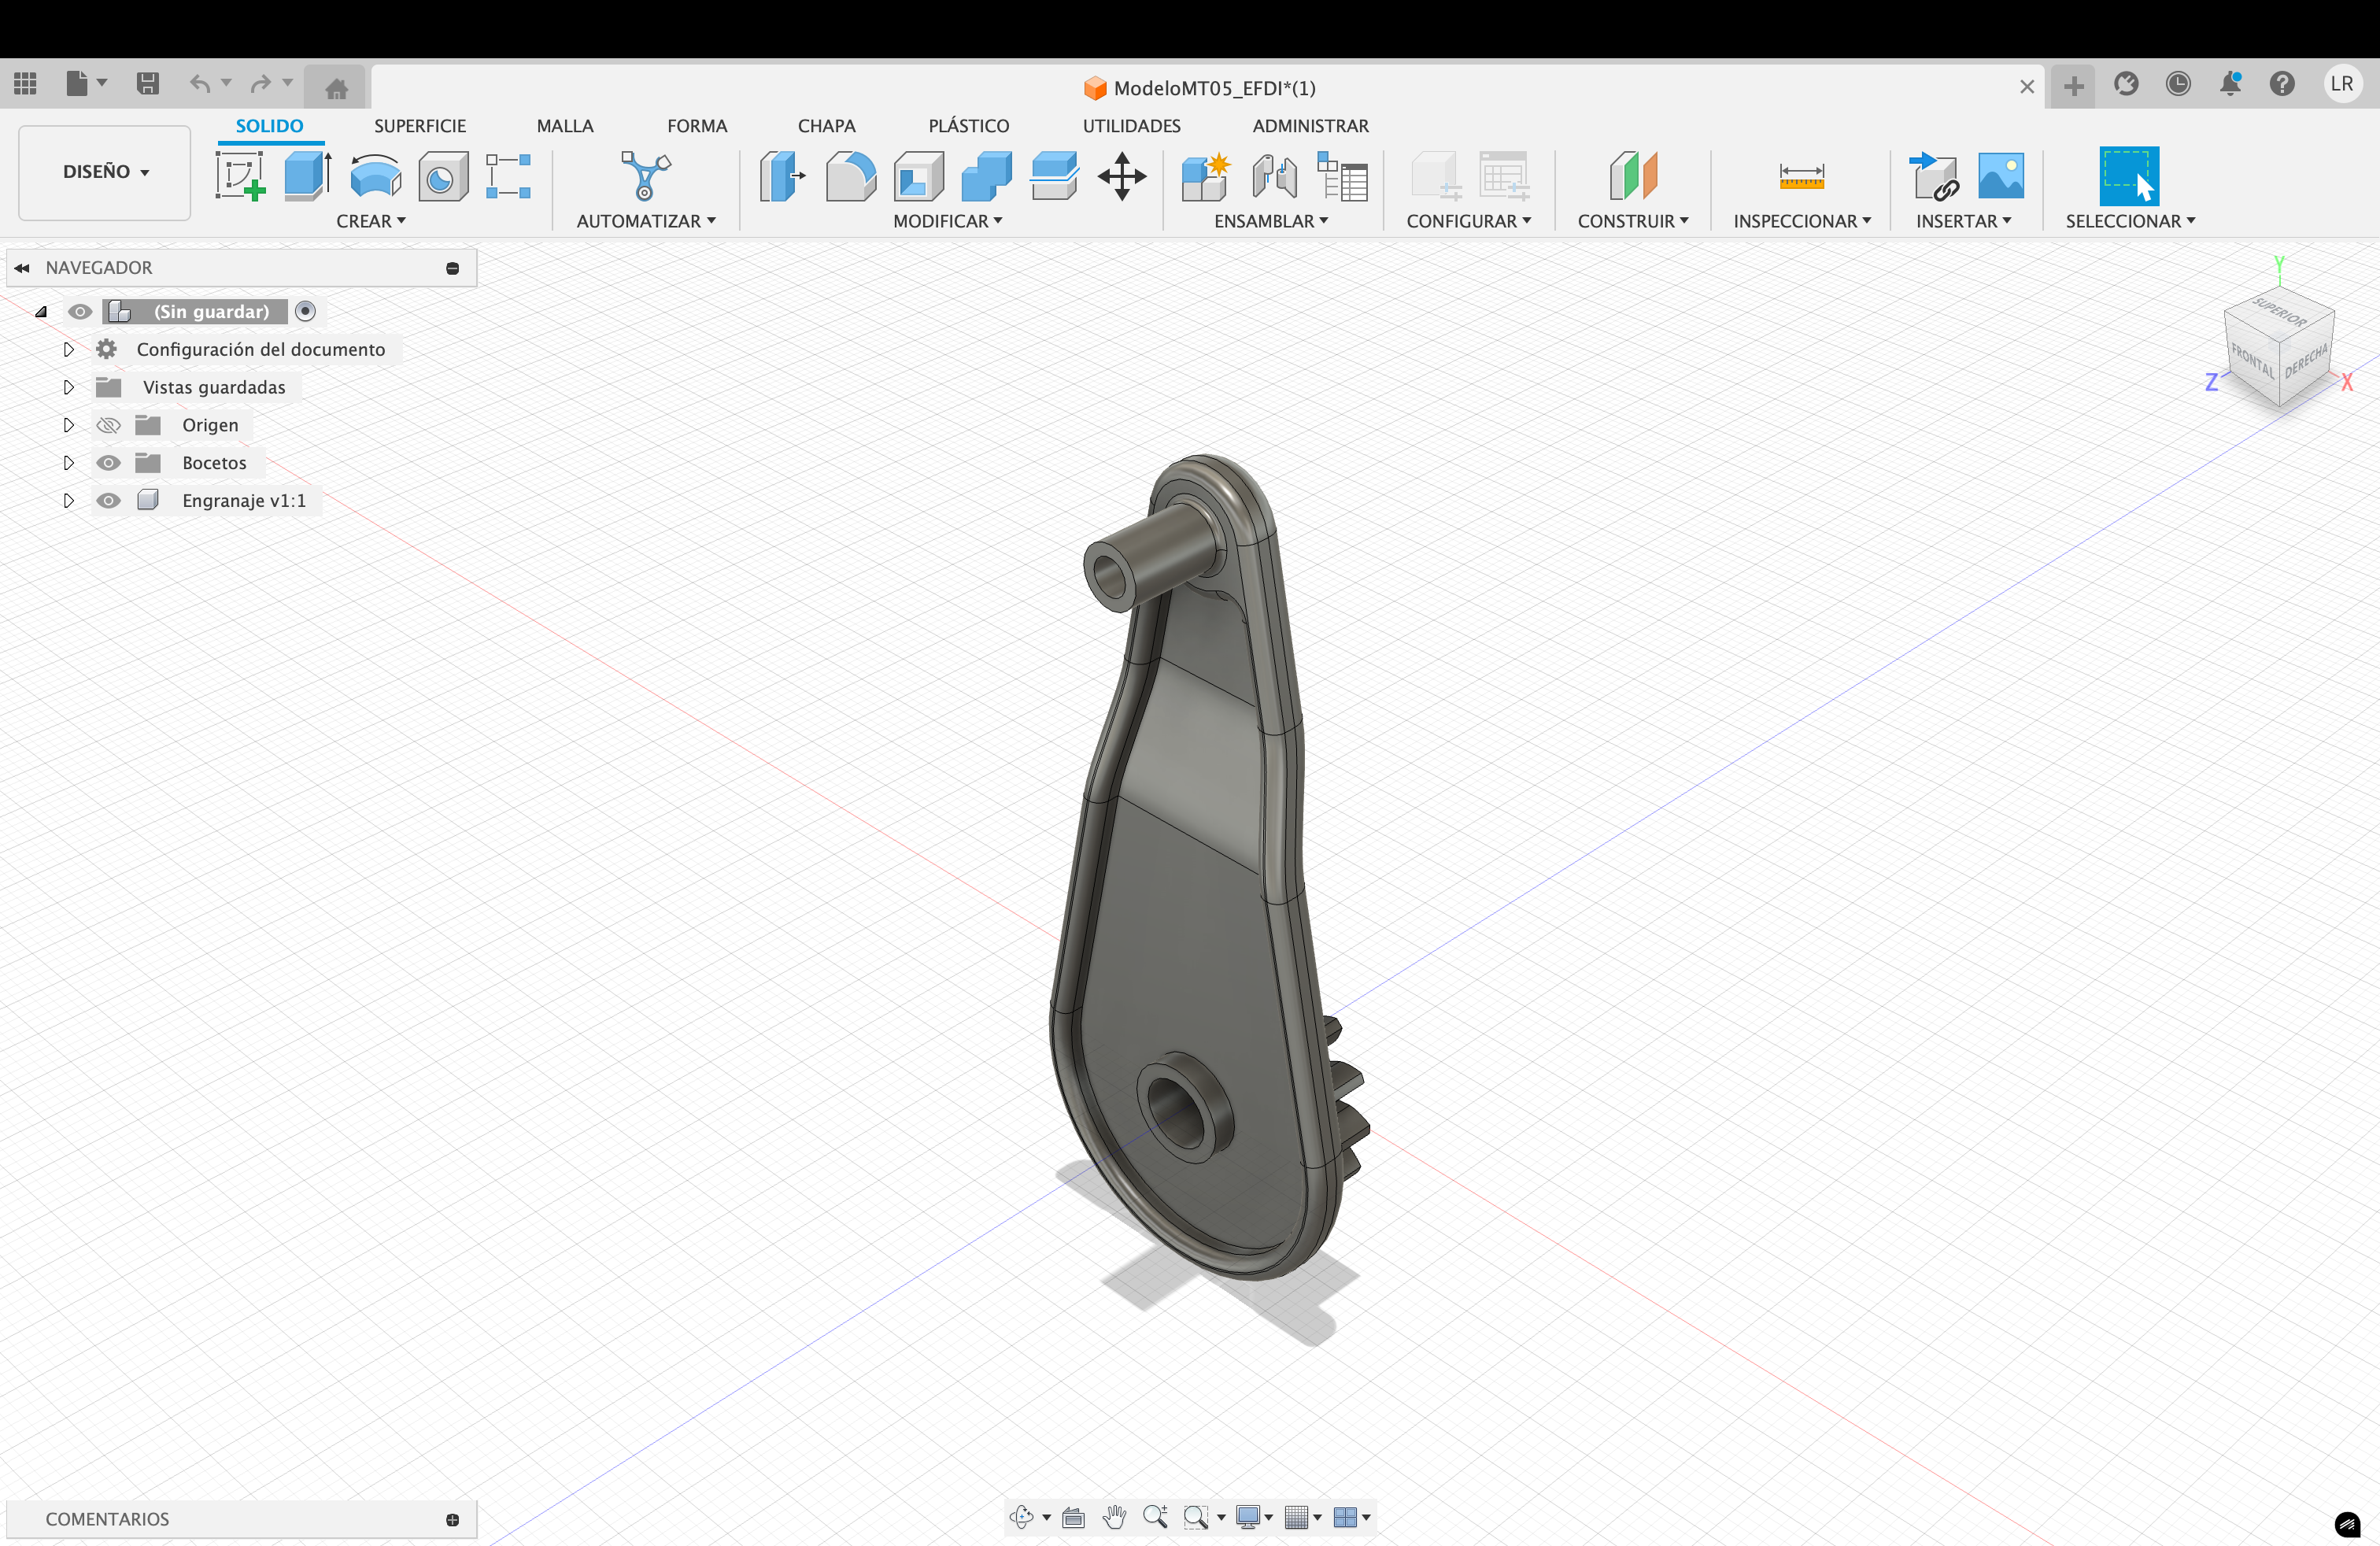 ModeloMT05_EFDI*(1)
LR
DISEÑO
SOLIDO
SUPERFICIE
MALLA
FORMA
CHAPA
PLÁSTICO
UTILIDADES
ADMINISTRAR
CREAR
AUTOMATIZAR
MODIFICAR
ENSAMBLAR
CONFIGURAR
CONSTRUIR
INSPECCIONAR
INSERTAR
SELECCIONAR
NAVEGADOR
(Sin guardar)
Configuración del documento
Vistas guardadas
Origen
Bocetos
Engranaje v1:1
Y
SUPERIOR
FRONTAL
DERECHA
Z
X
COMENTARIOS